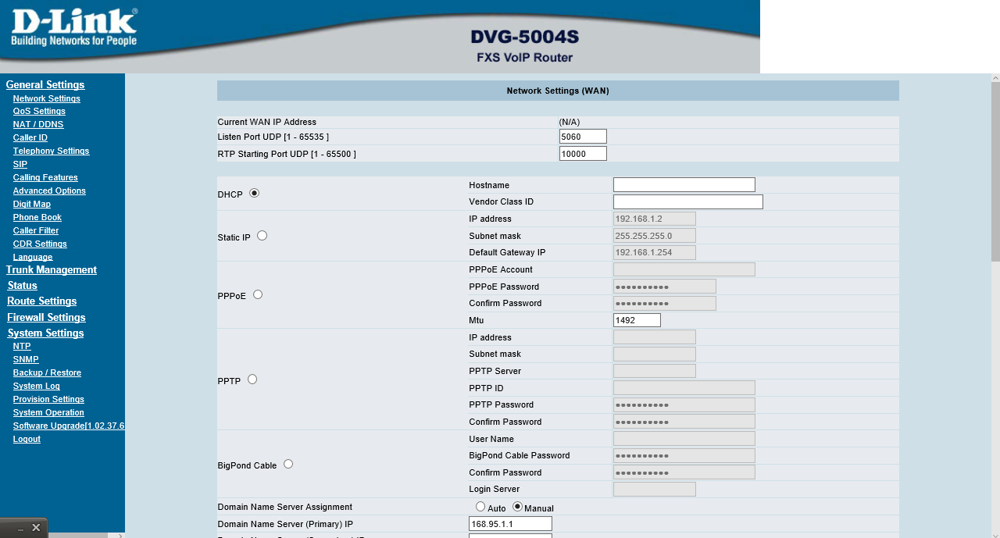 D-Link®
Building Networks for People
DVG-5004S
FXS VoIP Router
General Settings
Network Settings
QoS Settings
NAT / DDNS
Caller ID
Telephony Settings
SIP
Calling Features
Advanced Options
Digit Map
Phone Book
Caller Filter
CDR Settings
Language
Trunk Management
Status
Route Settings
Firewall Settings
System Settings
NTP
SNMP
Backup / Restore
System Log
Provision Settings
System Operation
Software Upgrade[1.02.37.6
Logout
Network Settings (WAN)
Current WAN IP Address (N/A)
Listen Port UDP [1 - 65535 ] 5060
RTP Starting Port UDP [1 - 65500 ] 10000
DHCP
Hostname
Vendor Class ID
Static IP
IP address 192.168.1.2
Subnet mask 255.255.255.0
Default Gateway IP 192.168.1.254
PPPoE
PPPoE Account
PPPoE Password ••••••••••
Confirm Password ••••••••••
Mtu 1492
PPTP
IP address
Subnet mask
PPTP Server
PPTP ID
PPTP Password ••••••••••
Confirm Password ••••••••••
BigPond Cable
User Name
BigPond Cable Password ••••••••••
Confirm Password ••••••••••
Login Server
Domain Name Server Assignment Auto Manual
Domain Name Server (Primary) IP 168.95.1.1